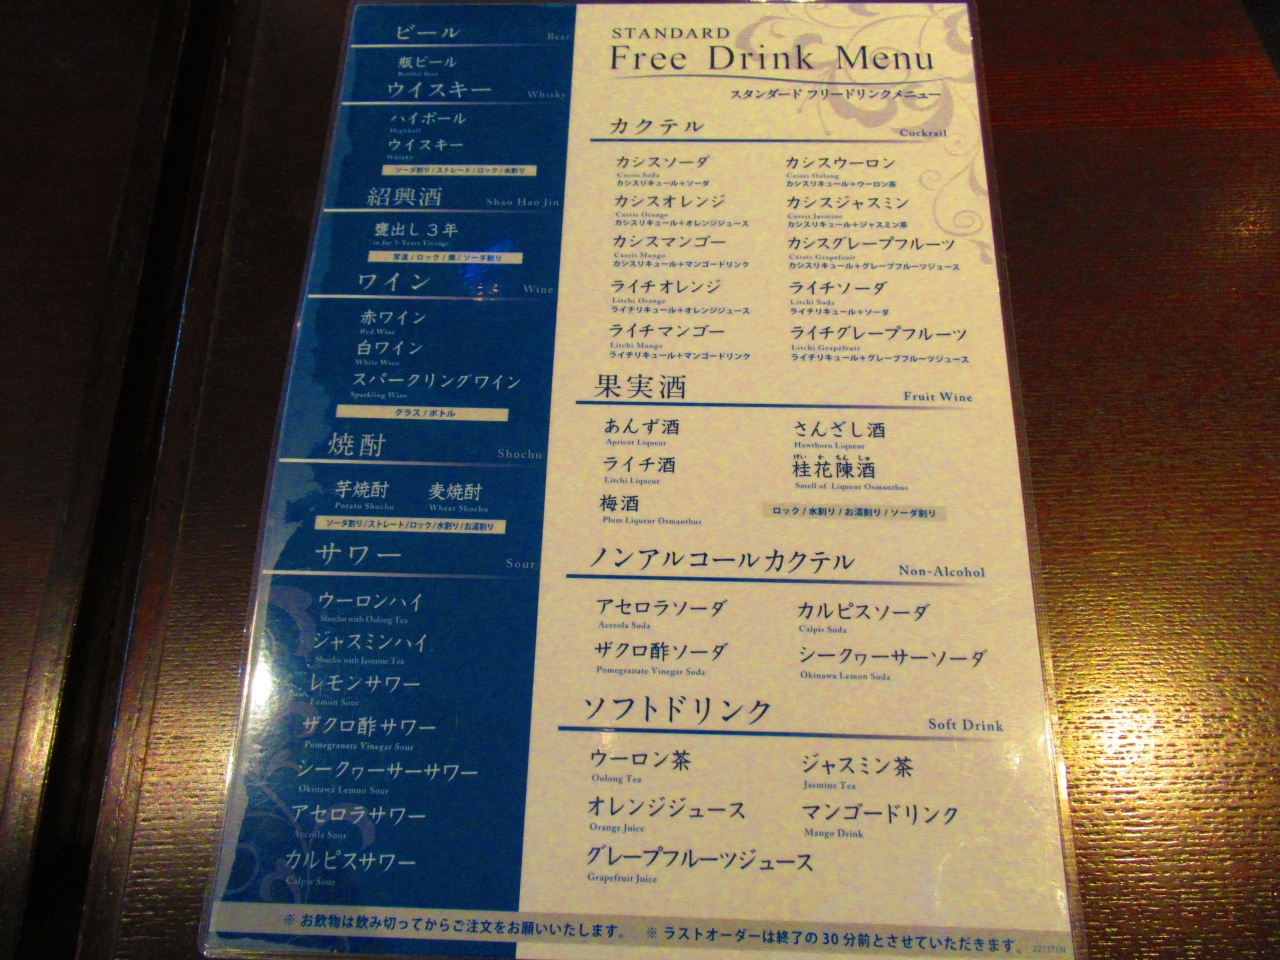 ビール Beer
瓶ビール
Bottled Beer
ウイスキー Whisky
ハイボール
Highball
ウイスキー
Whisky
ソーダ割り/ストレート/ロック/水割り
紹興酒 Shao Hao Jin
甕出し3年
in Jar 3-Years Vintage
常温/ロック/燗/ソーダ割り
ワイン Wine
赤ワイン
Red Wine
白ワイン
White Wine
スパークリングワイン
Sparkling Wine
グラス/ボトル
焼酎 Shochu
芋焼酎 麦焼酎
Potato Shochu Wheat Shochu
ソーダ割り/ストレート/ロック/水割り/お湯割り
サワー Sour
ウーロンハイ
Shochu with Oolong Tea
ジャスミンハイ
Shochu with Jasmine Tea
レモンサワー
Lemon Sour
ザクロ酢サワー
Pomegranate Vinegar Sour
シークヮーサーサワー
Okinawa Lemon Sour
アセロラサワー
Acerola Sour
カルピスサワー
Calpis Sour
STANDARD
Free Drink Menu
スタンダード フリードリンクメニュー
カクテル Cocktail
カシスソーダ カシスウーロン
Cassis Soda Cassis Oolong
カシスリキュール+ソーダ カシスリキュール+ウーロン茶
カシスオレンジ カシスジャスミン
Cassis Orange Cassis Jasmine
カシスリキュール+オレンジジュース カシスリキュール+ジャスミン茶
カシスマンゴー カシスグレープフルーツ
Cassis Mango Cassis Grapefruit
カシスリキュール+マンゴードリンク カシスリキュール+グレープフルーツジュース
ライチオレンジ ライチソーダ
Litchi Orange Litchi Soda
ライチリキュール+オレンジジュース ライチリキュール+ソーダ
ライチマンゴー ライチグレープフルーツ
Litchi Mango Litchi Grapefruit
ライチリキュール+マンゴードリンク ライチリキュール+グレープフルーツジュース
果実酒 Fruit Wine
あんず酒 さんざし酒
Apricot Liqueur Hawthorn Liqueur
けい か ちん しゅ
ライチ酒 桂花陳酒
Litchi Liqueur Smell of Liqueur Osmanthus
梅酒 ロック/水割り/お湯割り/ソーダ割り
Plum Liqueur Osmanthus
ノンアルコールカクテル Non-Alcohol
アセロラソーダ カルピスソーダ
Acerola Soda Calpis Soda
ザクロ酢ソーダ シークヮーサーソーダ
Pomegranate Vinegar Soda Okinawa Lemon Soda
ソフトドリンク Soft Drink
ウーロン茶 ジャスミン茶
Oolong Tea Jasmine Tea
オレンジジュース マンゴードリンク
Orange Juice Mango Drink
グレープフルーツジュース
Grapefruit Juice
※ お飲物は飲み切ってからご注文をお願いいたします。 ※ ラストオーダーは終了の30分前とさせていただきます。